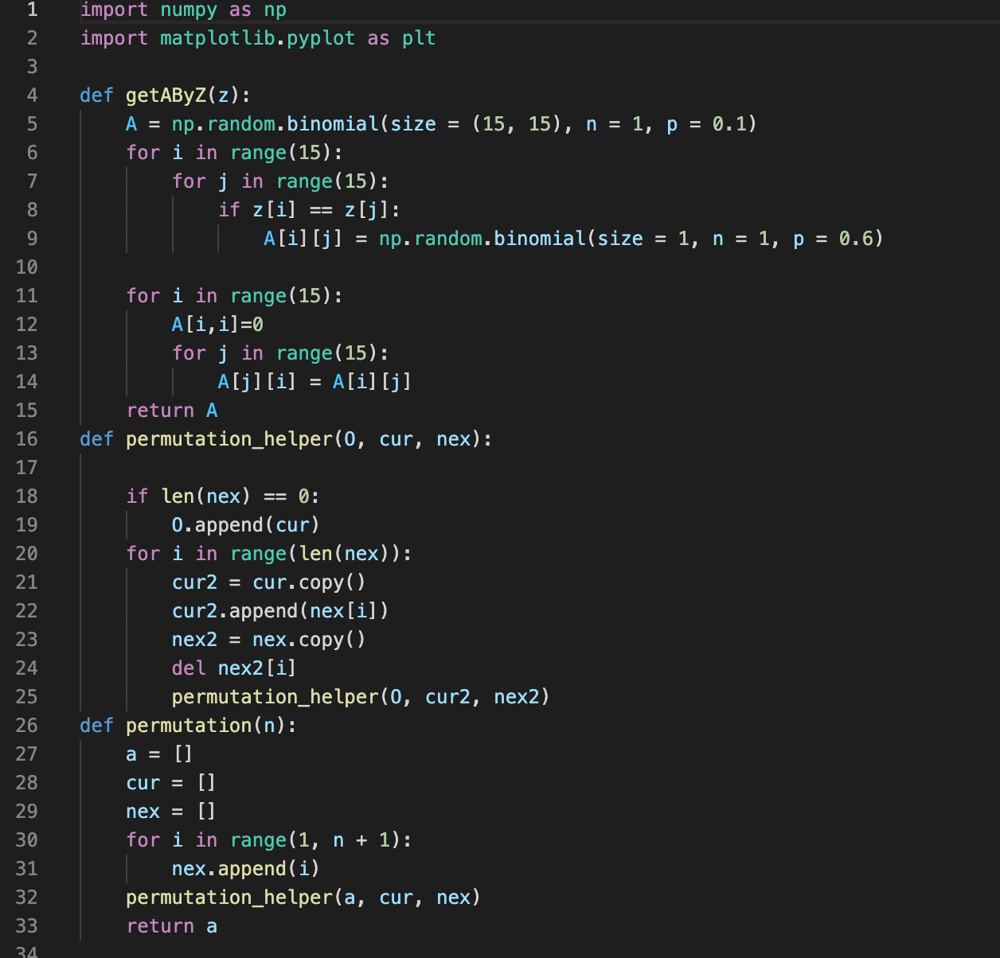 1 import numpy as np
2 import matplotlib.pyplot as plt
3
4 def getAByZ(z):
5     A = np.random.binomial(size = (15, 15), n = 1, p = 0.1)
6     for i in range(15):
7         for j in range(15):
8             if z[i] == z[j]:
9                 A[i][j] = np.random.binomial(size = 1, n = 1, p = 0.6)
10
11     for i in range(15):
12         A[i,i]=0
13         for j in range(15):
14             A[j][i] = A[i][j]
15     return A
16 def permutation_helper(O, cur, nex):
17
18     if len(nex) == 0:
19         O.append(cur)
20     for i in range(len(nex)):
21         cur2 = cur.copy()
22         cur2.append(nex[i])
23         nex2 = nex.copy()
24         del nex2[i]
25         permutation_helper(O, cur2, nex2)
26 def permutation(n):
27     a = []
28     cur = []
29     nex = []
30     for i in range(1, n + 1):
31         nex.append(i)
32     permutation_helper(a, cur, nex)
33     return a
34